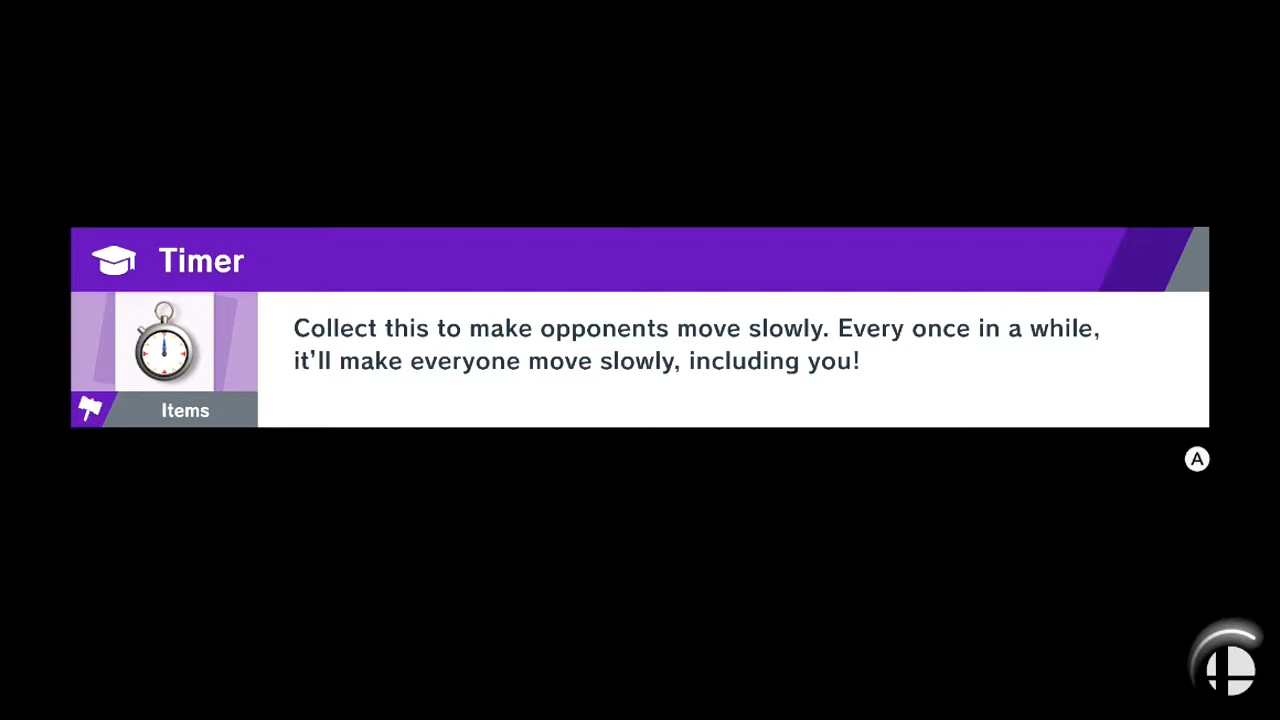 Timer
Collect this to make opponents move slowly. Every once in a while,
it'll make everyone move slowly, including you!
Items
A